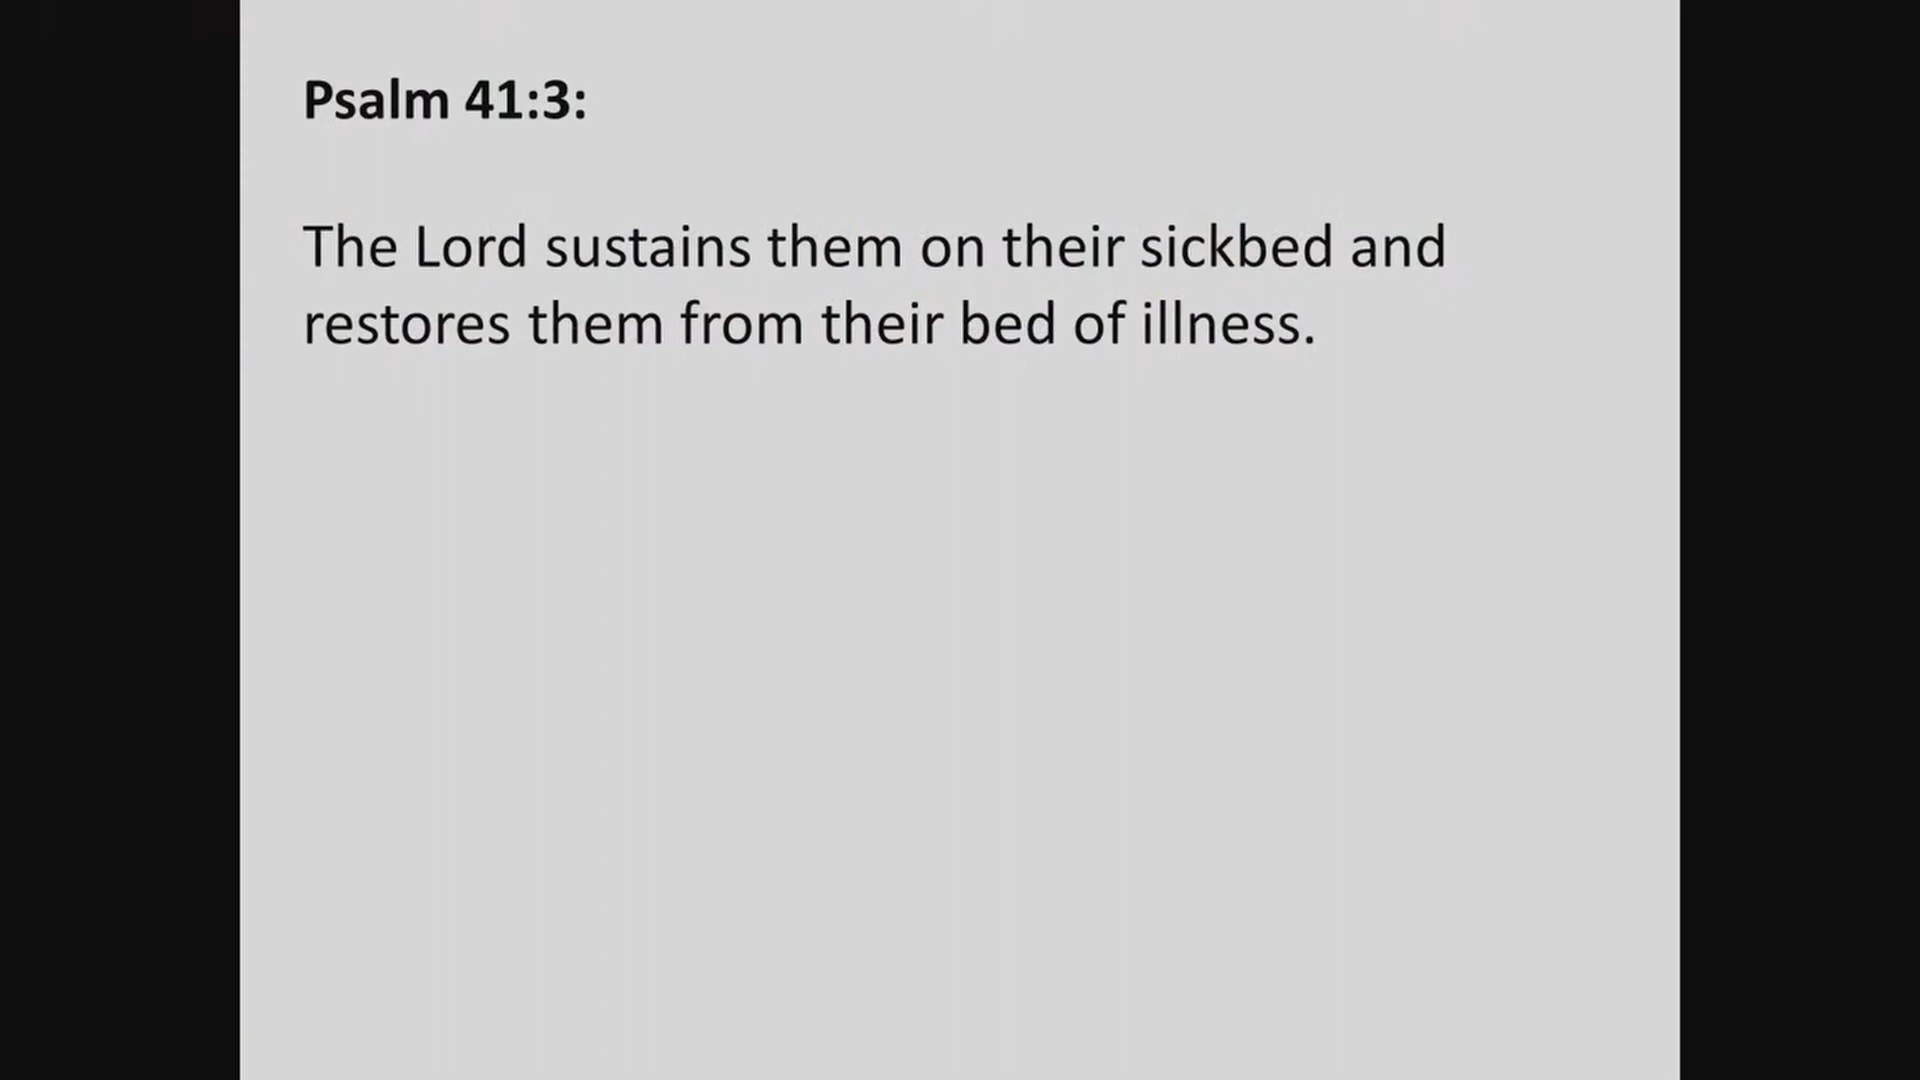 Psalm 41:3:
The Lord sustains them on their sickbed and
restores them from their bed of illness.